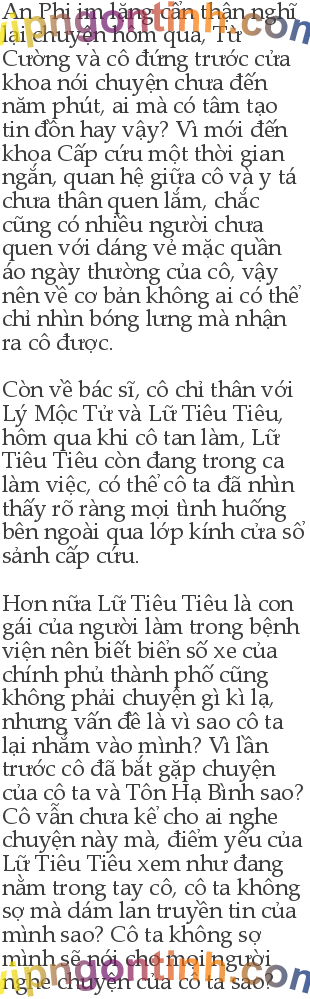 An Phi im lặng cẩn thận nghĩ
lại chuyện hôm qua, Từ
Cường và cô đứng trước cửa
khoa nói chuyện chưa đến
năm phút, ai mà có tâm tạo
tin đồn hay vậy? Vì mới đến
khoa Cấp cứu một thời gian
ngắn, quan hệ giữa cô và y tá
chưa thân quen lắm, chắc
cũng có nhiều người chưa
quen với dáng vẻ mặc quần
áo ngày thường của cô, vậy
nên về cơ bản không ai có thể
chỉ nhìn bóng lưng mà nhận
ra cô được.
Còn về bác sĩ, cô chỉ thân với
Lý Mộc Tử và Lữ Tiêu Tiêu,
hôm qua khi cô tan làm, Lữ
Tiêu Tiêu còn đang trong ca
làm việc, có thể cô ta đã nhìn
thấy rõ ràng mọi tình huống
bên ngoài qua lớp kính cửa sổ
sảnh cấp cứu.
Hơn nữa Lữ Tiêu Tiêu là con
gái của người làm trong bệnh
viện nên biết biển số xe của
chính phủ thành phố cũng
không phải chuyện gì kì lạ,
nhưng vấn đề là vì sao cô ta
lại nhắm vào mình? Vì lần
trước cô đã bắt gặp chuyện
của cô ta và Tôn Hạ Bình sao?
Cô vẫn chưa kể cho ai nghe
chuyện này mà, điểm yếu của
Lữ Tiêu Tiêu xem như đang
nằm trong tay cô, cô ta không
sợ mà dám lan truyền tin của
mình sao? Cô ta không sợ
mình sẽ nói cho mọi người
nghe chuyện của cô ta sao?
vipngontinh.com
vipngontinh.com